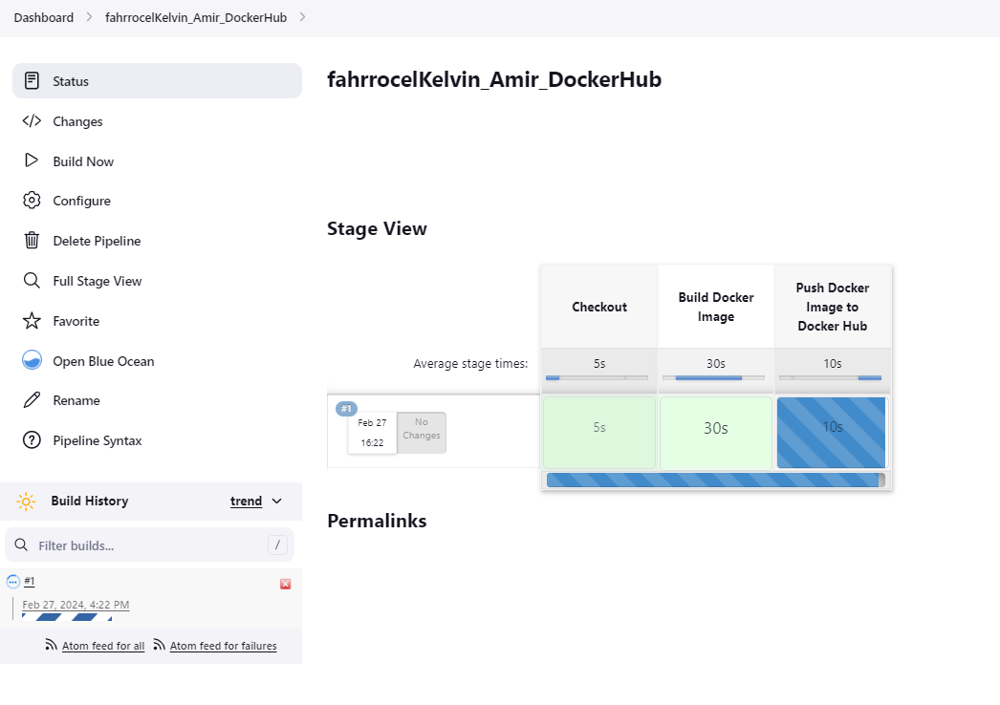 Dashboard
fahrrocelKelvin_Amir_DockerHub
Status
Changes
Build Now
Configure
Delete Pipeline
Full Stage View
Favorite
Open Blue Ocean
Rename
Pipeline Syntax
Build History
trend
Filter builds...
/
#1
Feb 27, 2024, 4:22 PM
Atom feed for all
Atom feed for failures
fahrrocelKelvin_Amir_DockerHub
Stage View
Checkout
Build Docker
Image
Push Docker
Image to
Docker Hub
Average stage times:
5s
30s
10s
#1
Feb 27
16:22
No
Changes
5s
30s
10s
Permalinks